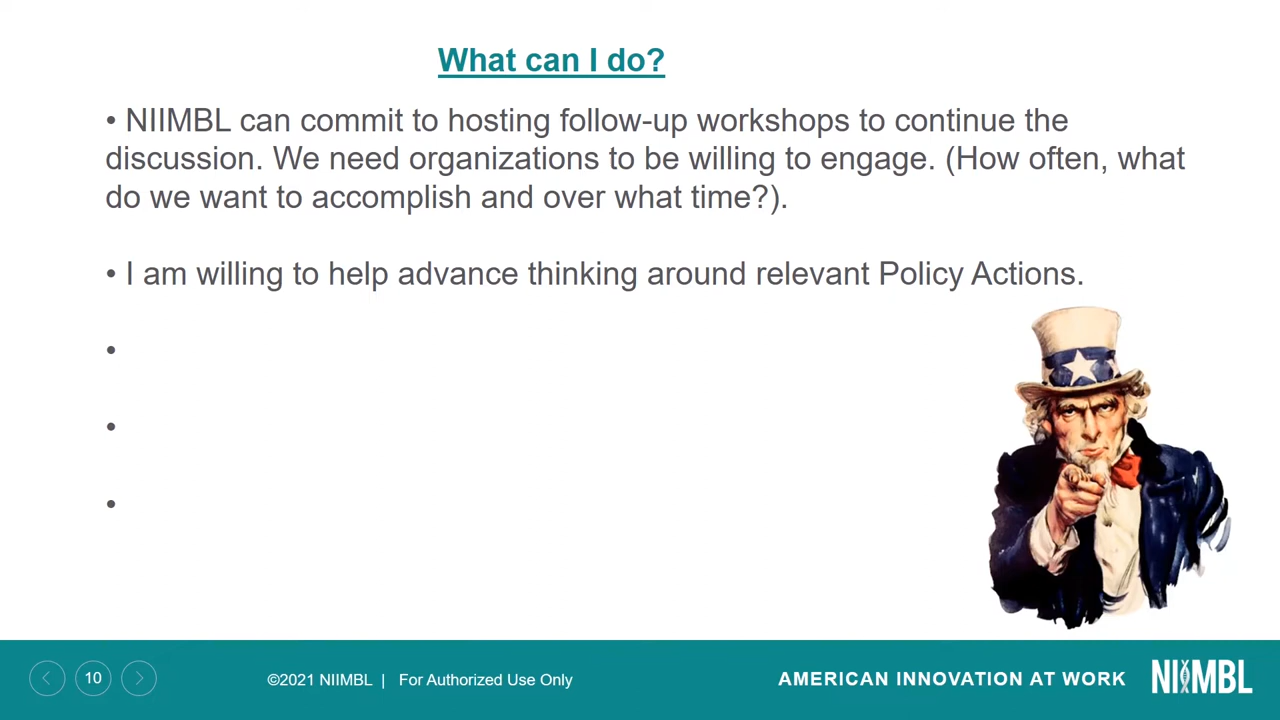 What can I do?
• NIIMBL can commit to hosting follow-up workshops to continue the
discussion. We need organizations to be willing to engage. (How often, what
do we want to accomplish and over what time?).
• I am willing to help advance thinking around relevant Policy Actions.
•
•
•
10
©2021 NIIMBL | For Authorized Use Only
AMERICAN INNOVATION AT WORK
NIIMBL